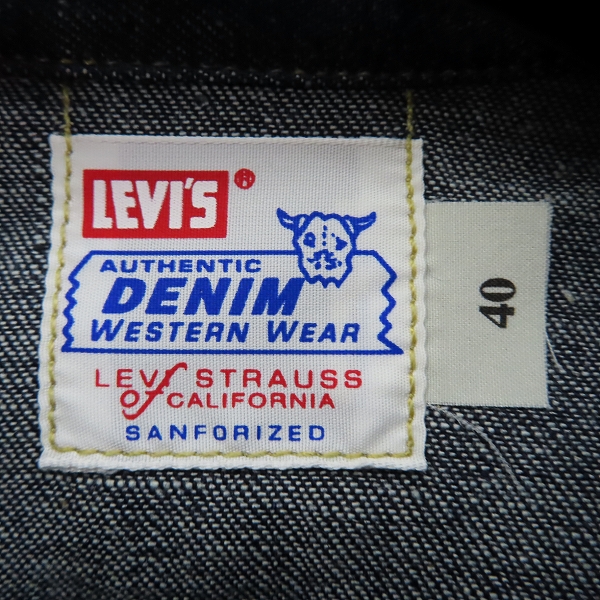 LEVI'S ®
AUTHENTIC
DENIM
WESTERN WEAR
LEVI STRAUSS
of CALIFORNIA
SANFORIZED
40